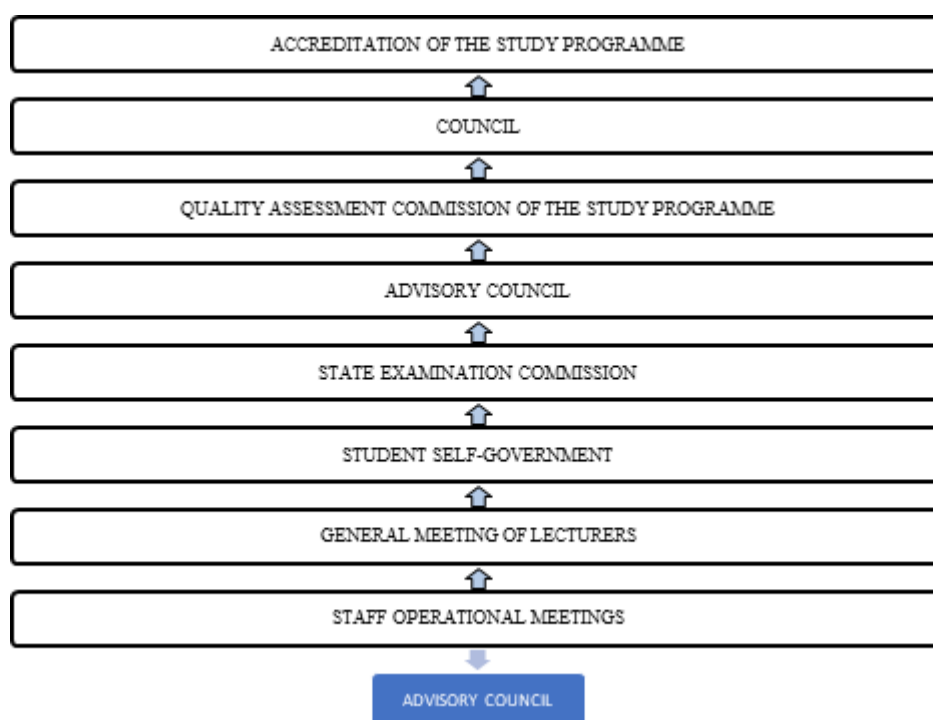 ACCREDITATION OF THE STUDY PROGRAMME
COUNCIL
QUALITY ASSESSMENT COMMISSION OF THE STUDY PROGRAMME
ADVISORY COUNCIL
STATE EXAMINATION COMMISSION
STUDENT SELF-GOVERNMENT
GENERAL MEETING OF LECTURERS
STAFF OPERATIONAL MEETINGS
ADVISORY COUNCIL